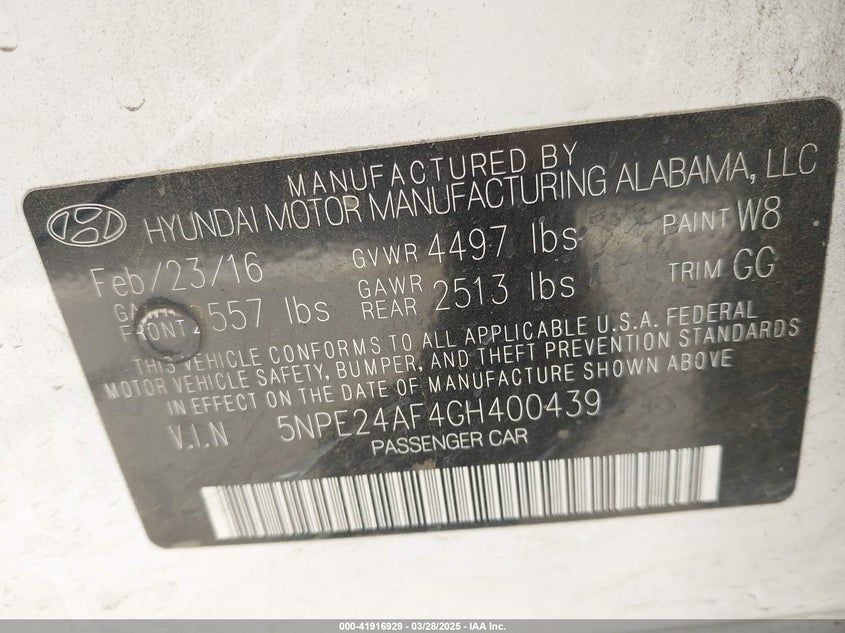 MANUFACTURED BY
HYUNDAI MOTOR MANUFACTURING ALABAMA, LLC
Feb/23/16 GVWR 4497 lbs PAINT W8
FRONT 557 lbs GAWR REAR 2513 lbs TRIM GG
THIS VEHICLE CONFORMS TO ALL APPLICABLE U.S.A. FEDERAL
MOTOR VEHICLE SAFETY, BUMPER, AND THEFT PREVENTION STANDARDS
IN EFFECT ON THE DATE OF MANUFACTURE SHOWN ABOVE
V.I.N 5NPE24AF4GH400439
PASSENGER CAR
000-41916929 | 03/28/2025 - IAA Inc.